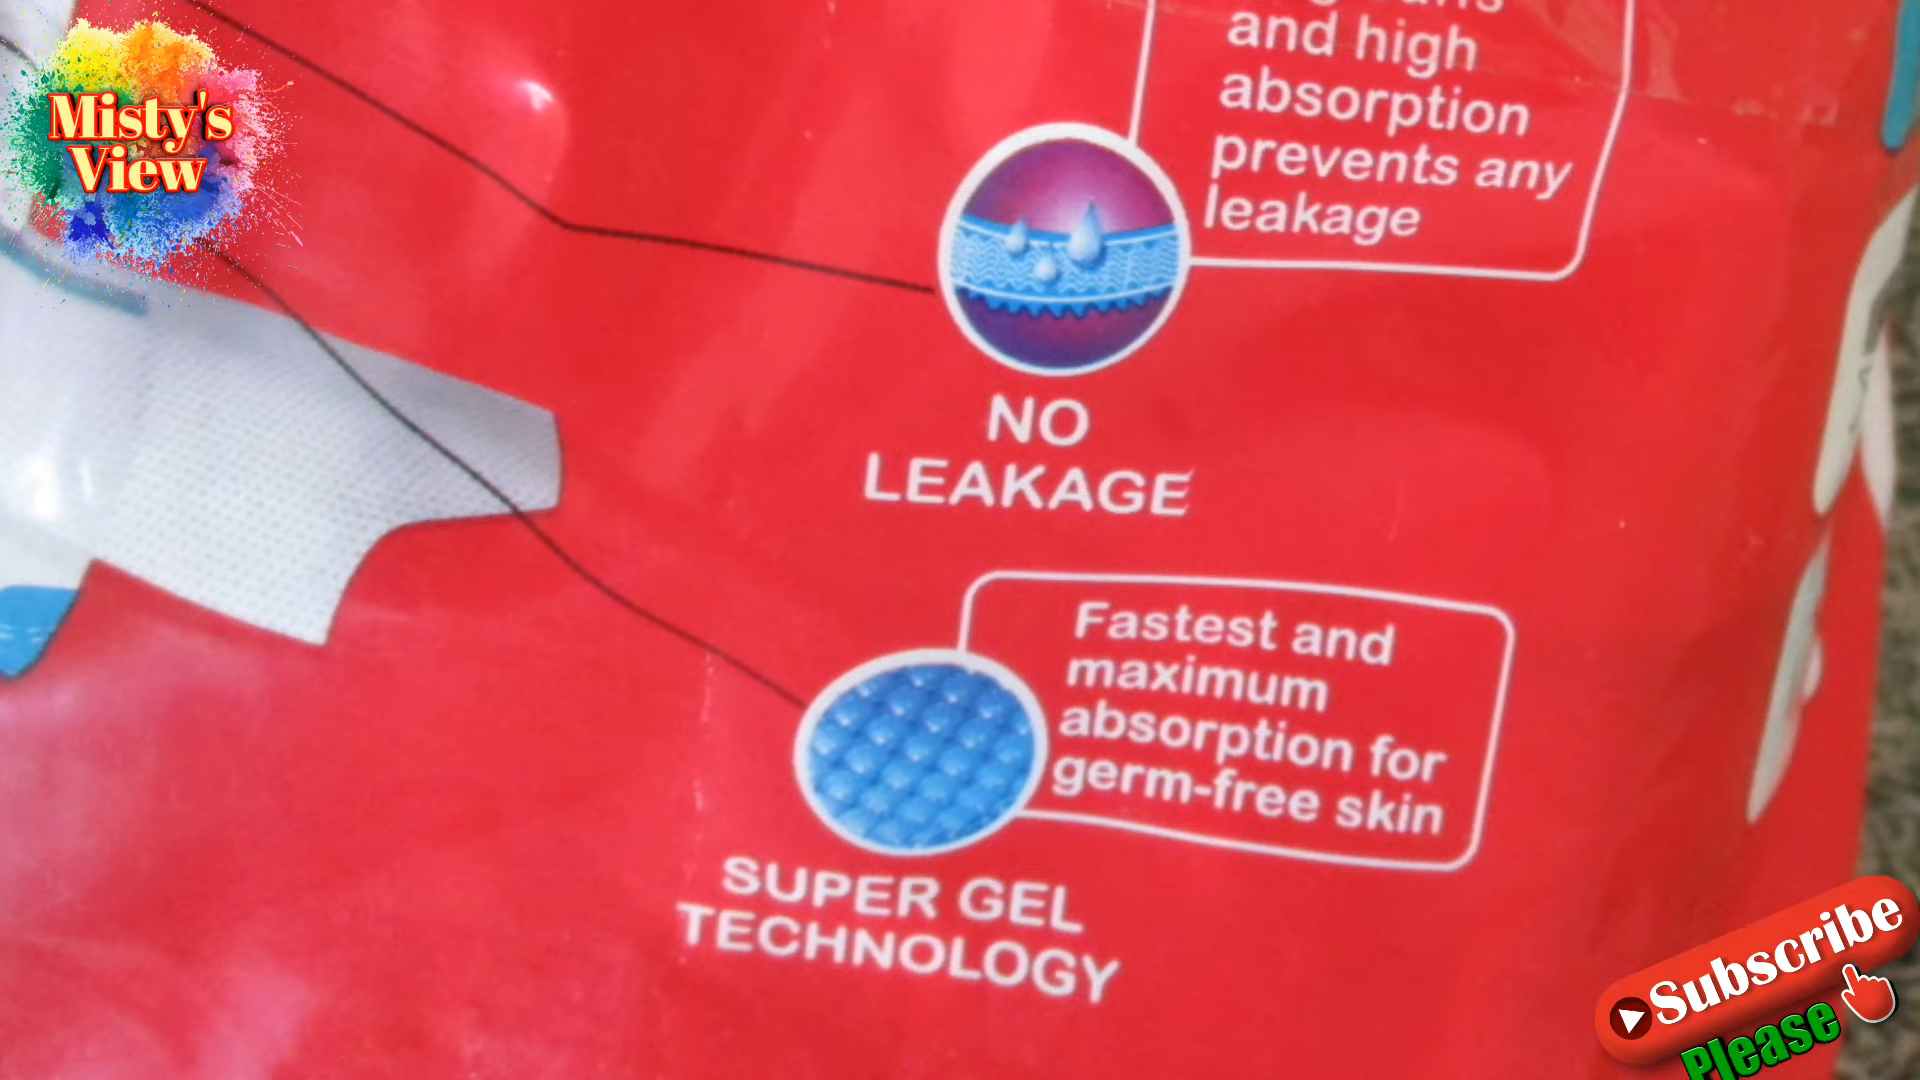 Misty's
View
and high
absorption
prevents any
leakage
NO
LEAKAGE
Fastest and
maximum
absorption for
germ-free skin
SUPER GEL
TECHNOLOGY
Subscribe
Please